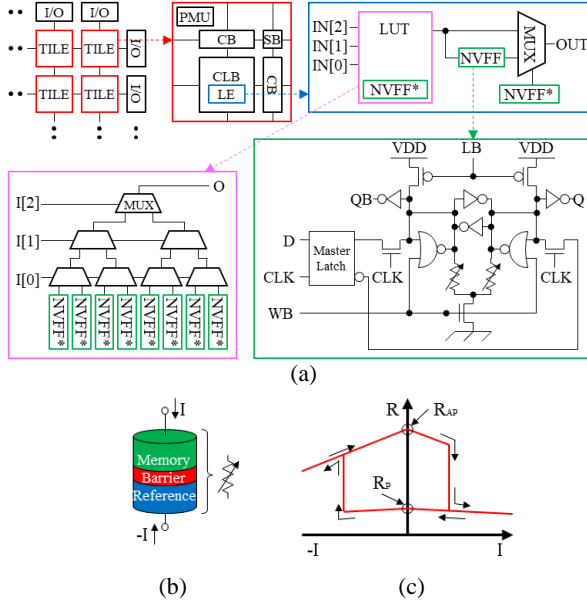 I/O I/O
TILE TILE I/O
TILE TILE I/O
PMU
CB SB
CLB
LE
CB
IN[2]
IN[1]
IN[0]
LUT
NVFF*
NVFF
MUX
OUT
NVFF*
I[2]
I[1]
I[0]
MUX
O
NVFF* NVFF* NVFF* NVFF* NVFF* NVFF* NVFF* NVFF*
VDD LB VDD
QB Q
D
Master
Latch
CLK
CLK CLK
WB
(a)
I
Memory
Barrier
Reference
-I
R
RAP
RP
-I I
(b) (c)